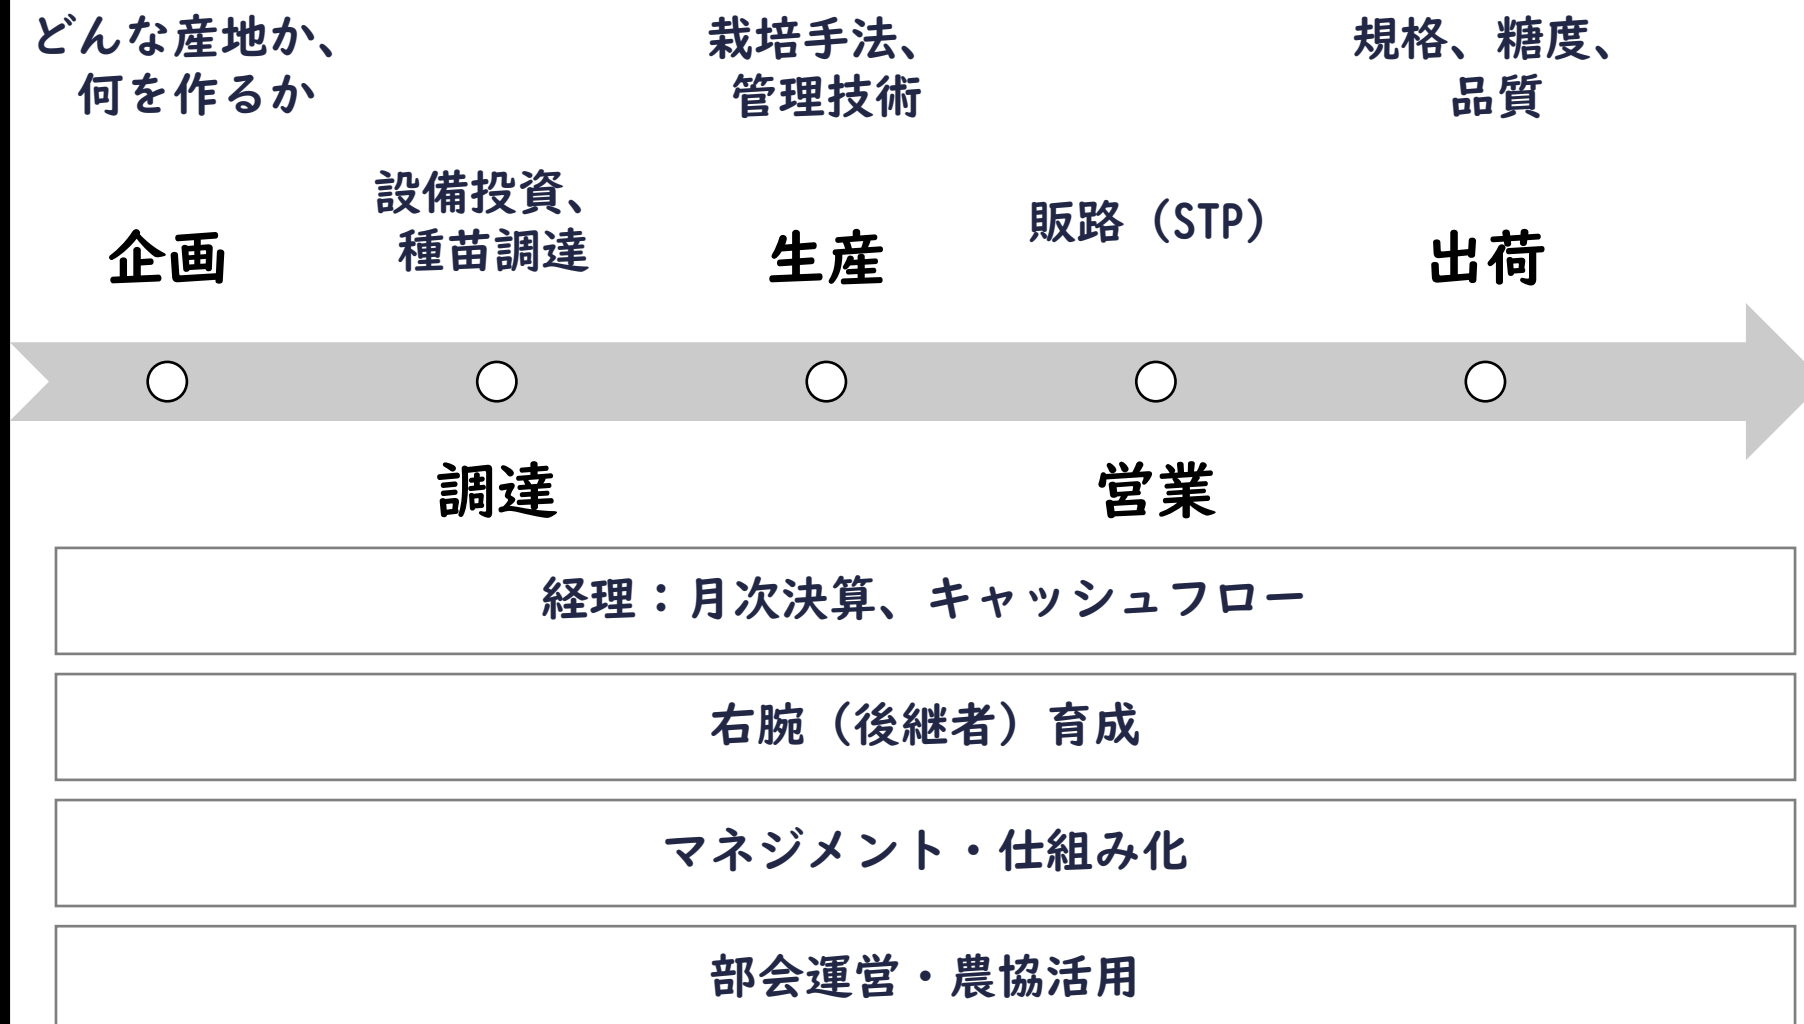 どんな産地か、
何を作るか
栽培手法、
管理技術
規格、糖度、
品質
設備投資、
種苗調達
販路（STP）
企画
生産
出荷
調達
営業
経理：月次決算、キャッシュフロー
右腕（後継者）育成
マネジメント・仕組み化
部会運営・農協活用